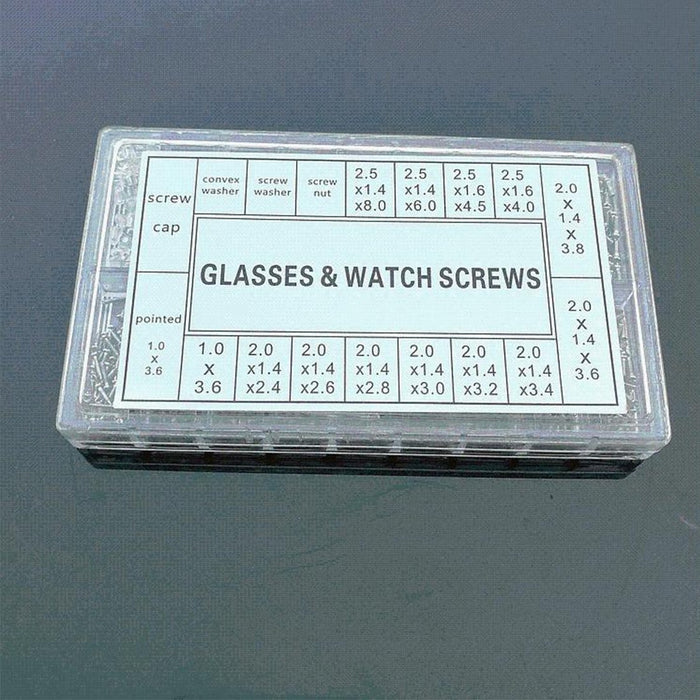 screw
cap
convex
washer
screw
washer
screw
nut
2.5
x1.4
x8.0
2.5
x1.4
x6.0
2.5
x1.6
x4.5
2.5
x1.6
x4.0
2.0
X
1.4
X
3.8
GLASSES & WATCH SCREWS
pointed
1.0
X
3.6
1.0
X
3.6
2.0
x1.4
x2.4
2.0
x1.4
x2.6
2.0
x1.4
x2.8
2.0
x1.4
x3.0
2.0
x1.4
x3.2
2.0
x1.4
x3.4
2.0
X
1.4
X
3.6